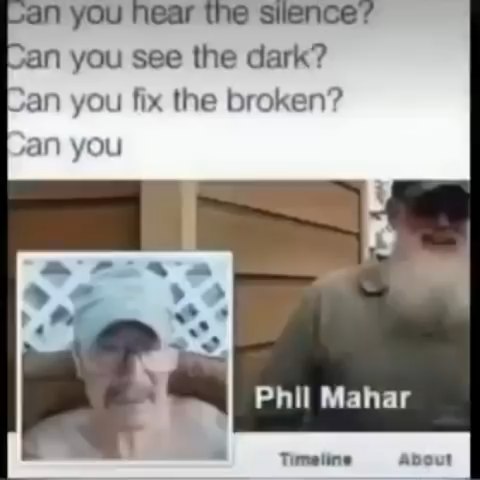 Can you hear the silence?
Can you see the dark?
Can you fix the broken?
Can you
Phil Mahar
Timeline
About